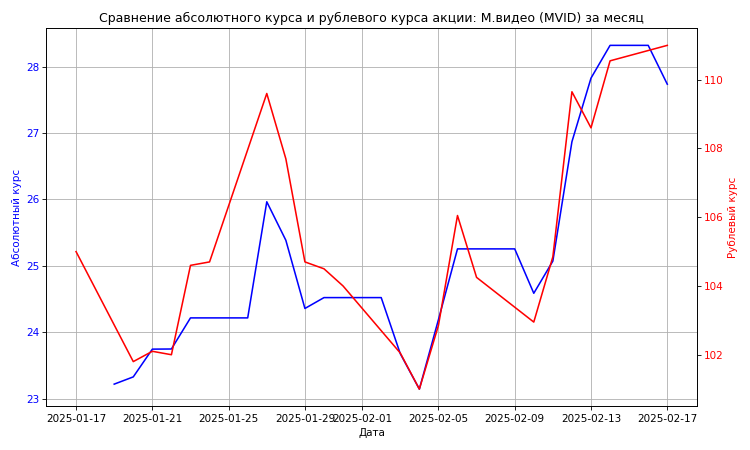 Сравнение абсолютного курса и рублевого курса акции: М.видео (MVID) за месяц
Абсолютный курс
28
27
26
25
24
23
110
108
106
104
102
Рублевый курс
2025-01-17 2025-01-21 2025-01-25 2025-01-29 2025-02-01 2025-02-05 2025-02-09 2025-02-13 2025-02-17
Дата